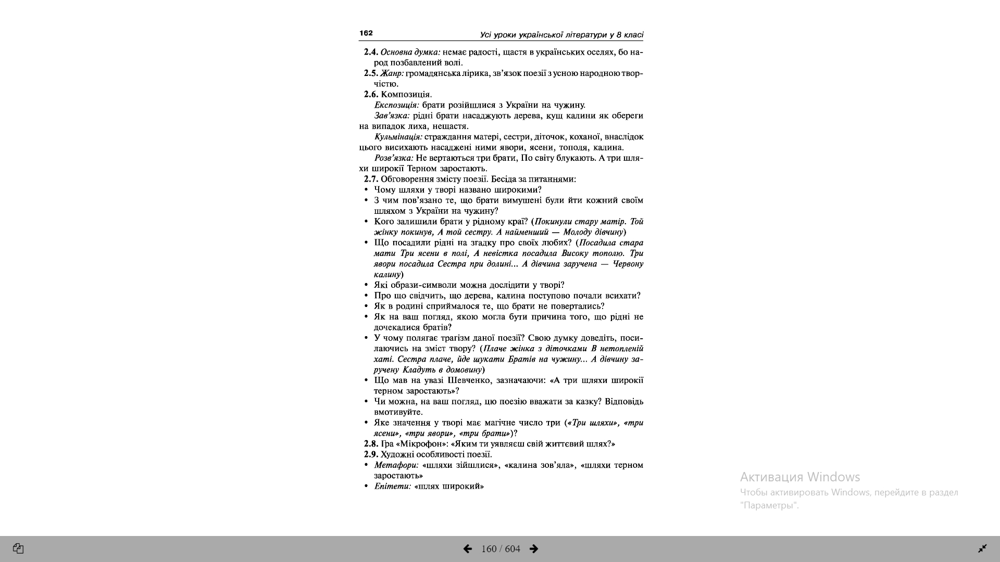 162
Усі уроки української літератури у 8 класі
2.4. Основна думка: немає радості, щастя в українських оселях, бо на-
род позбавлений волі.
2.5. Жанр: громадянська лірика, зв’язок поезії з усною народною твор-
чістю.
2.6. Композиція.
Експозиція: брати розійшлися з України на чужину.
Зав’язка: рідні брати насаджують дерева, кущ калини як обереги
на випадок лиха, нещастя.
Кульмінація: страждання матері, сестри, діточок, коханої, внаслідок
цього висихають насаджені ними явори, ясени, тополя, калина.
Розв’язка: Не вертаються три брати, По світу блукають. А три шля-
хи широкії Терном заростають.
2.7. Обговорення змісту поезії. Бесіда за питаннями:
• Чому шляхи у творі названо широкими?
• З чим пов’язано те, що брати вимушені були йти кожний своїм
шляхом з України на чужину?
• Кого залишили брати у рідному краї? (Покинули стару матір. Той
жінку покинув, А той сестру. А найменший — Молоду дівчину)
• Що посадили рідні на згадку про своїх любих? (Посадила стара
мати Три ясени в полі, А невістка посадила Високу тополю. Три
явори посадила Сестра при долині... А дівчина заручена — Червону
калину)
• Які образи-символи можна дослідити у творі?
• Про що свідчить, що дерева, калина поступово почали всихати?
• Як в родині сприймалося те, що брати не повертались?
• Як на ваш погляд, якою могла бути причина того, що рідні не
дочекалися братів?
• У чому полягає трагізм даної поезії? Свою думку доведіть, поси-
лаючись на зміст твору? (Плаче жінка з діточками В нетопленій
хаті. Сестра плаче, йде шукати Братів на чужину... А дівчину за-
ручену Кладуть в домовину)
• Що мав на увазі Шевченко, зазначаючи: «А три шляхи широкії
терном заростають»?
• Чи можна, на ваш погляд, цю поезію вважати за казку? Відповідь
вмотивуйте.
• Яке значення у творі має магічне число три («Три шляхи», «три
ясени», «три явори», «три брати»)?
2.8. Гра «Мікрофон»: «Яким ти уявляєш свій життєвий шлях?»
2.9. Художні особливості поезії.
• Метафори: «шляхи зійшлися», «калина зов’яла», «шляхи терном
заростають»
• Епітети: «шлях широкий»
Активация Windows
Чтобы активировать Windows, перейдите в раздел
"Параметры".
160 / 604